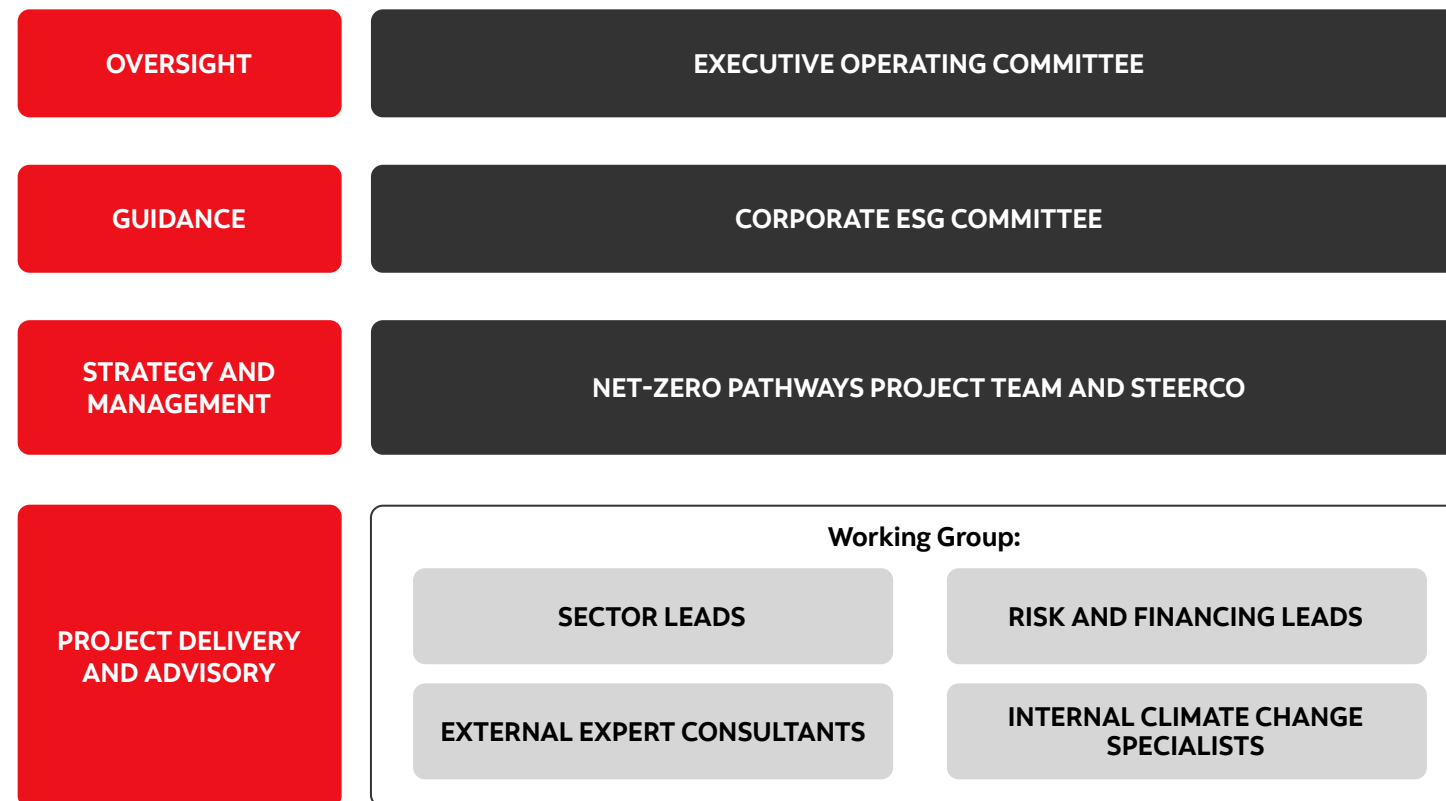 OVERSIGHT
EXECUTIVE OPERATING COMMITTEE
GUIDANCE
CORPORATE ESG COMMITTEE
STRATEGY AND
MANAGEMENT
NET-ZERO PATHWAYS PROJECT TEAM AND STEERCO
PROJECT DELIVERY
AND ADVISORY
Working Group:
SECTOR LEADS
RISK AND FINANCING LEADS
EXTERNAL EXPERT CONSULTANTS
INTERNAL CLIMATE CHANGE
SPECIALISTS